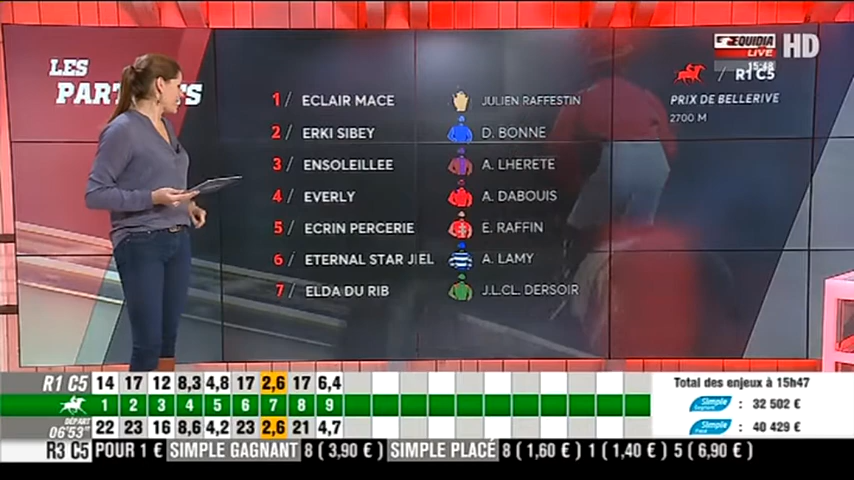 LES
PARTANTS
EQUIDIA
LIVE
15:48
HD
R1 C5
PRIX DE BELLERIVE
2700 M
1/ ECLAIR MACE JULIEN RAFFESTIN
2/ ERKI SIBEY D. BONNE
3/ ENSOLEILLEE A. LHERETE
4/ EVERLY A. DABOUIS
5/ ECRIN PERCERIE E. RAFFIN
6/ ETERNAL STAR JIEL A. LAMY
7/ ELDA DU RIB J.L.CL. DERSOIR
R1 C5 14 17 12 8,3 4,8 17 2,6 17 6,4
1 2 3 4 5 6 7 8 9
DÉPART
06'53" 22 23 16 8,6 4,2 23 2,6 21 4,7
Total des enjeux à 15h47
Simple Gagnant : 32 502 €
Simple Placé : 40 429 €
R3 C5 POUR 1 € SIMPLE GAGNANT 8 ( 3,90 € ) SIMPLE PLACÉ 8 ( 1,60 € ) 1 ( 1,40 € ) 5 ( 6,90 € )